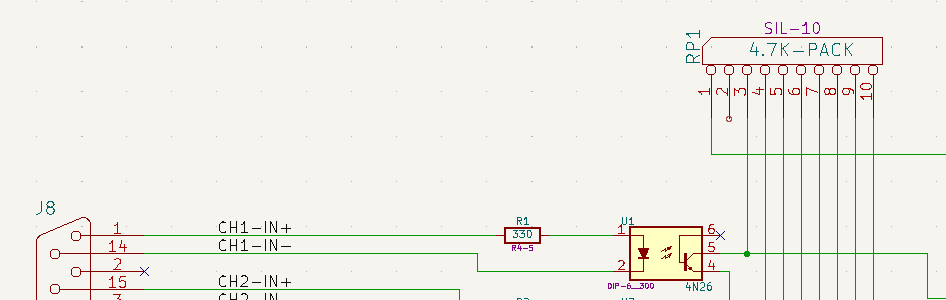 SIL-10
RP1
4.7K-PACK
1 2 3 4 5 6 7 8 9 10
J8
1 CH1-IN+
14 CH1-IN-
2
15 CH2-IN+
R1
330
R4-5
U1
1
2
6
5
4
DIP-6__300
4N26